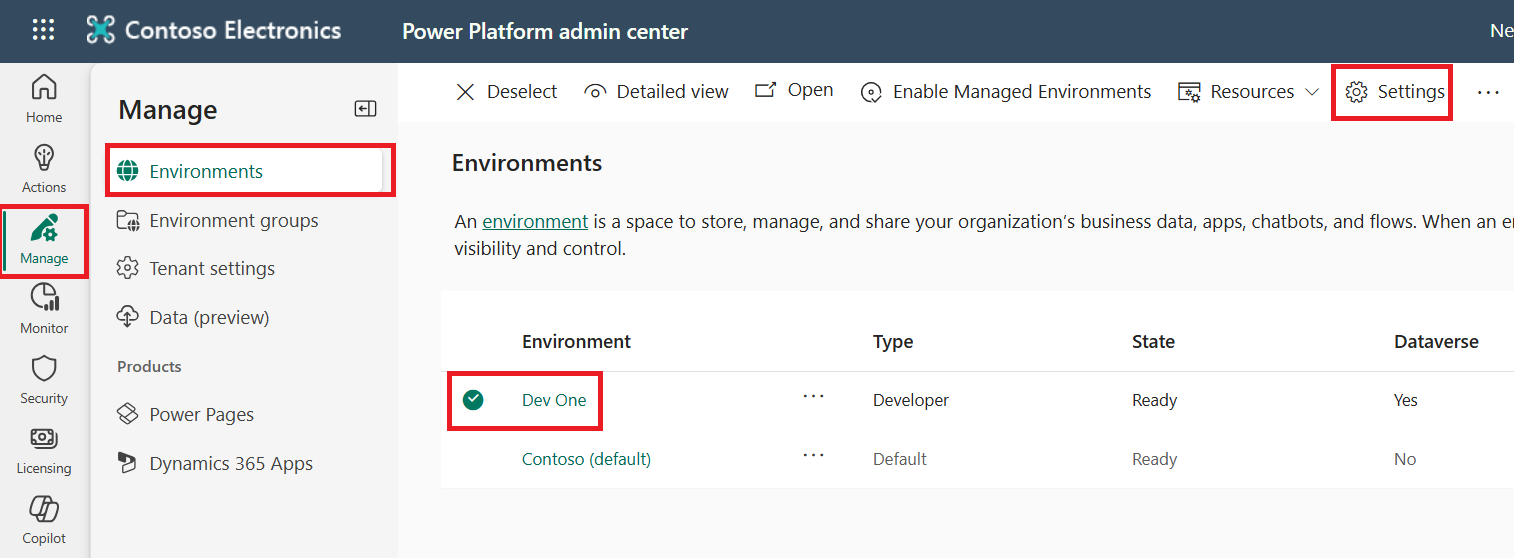 Contoso Electronics
Power Platform admin center
Ne
Home
Actions
Manage
Monitor
Security
Licensing
Copilot
Manage
Environments
Environment groups
Tenant settings
Data (preview)
Products
Power Pages
Dynamics 365 Apps
Deselect
Detailed view
Open
Enable Managed Environments
Resources
Settings
...
Environments
An environment is a space to store, manage, and share your organization's business data, apps, chatbots, and flows. When an e
visibility and control.
Environment Type State Dataverse
Dev One ... Developer Ready Yes
Contoso (default) ... Default Ready No